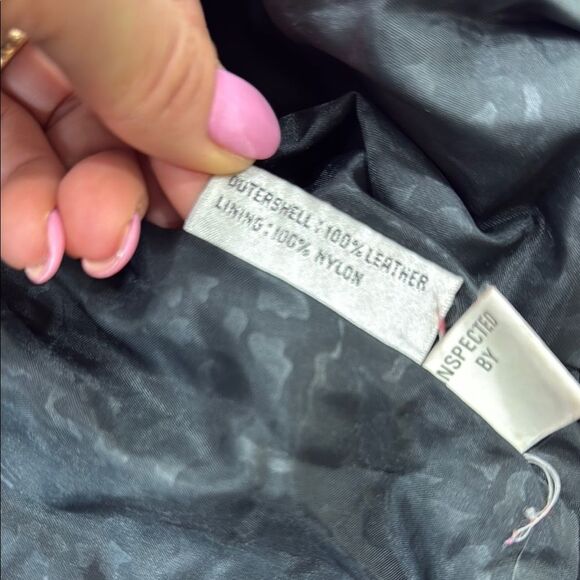 OUTERSHELL : 100% LEATHER
LINING : 100% NYLON
INSPECTED
BY